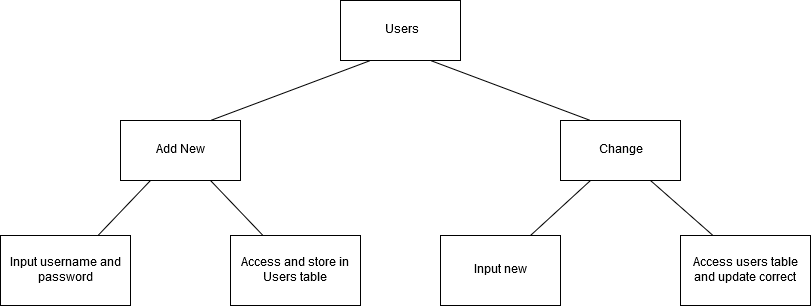 Users
Add New
Change
Input username and
password
Access and store in
Users table
Input new
Access users table
and update correct